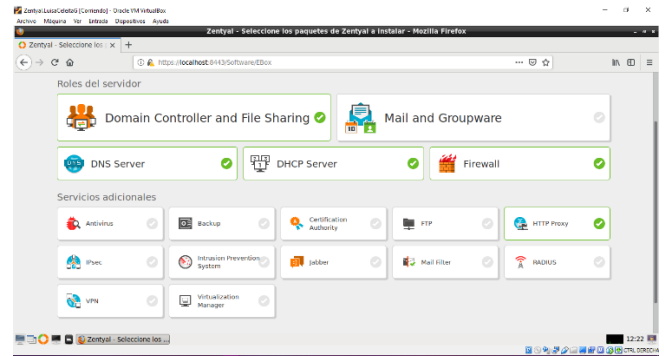 ZentyalLuisaCeleitaG [Corriendo] - Oracle VM VirtualBox
Archivo Máquina Ver Entrada Dispositivos Ayuda
Zentyal - Seleccione los paquetes de Zentyal a instalar - Mozilla Firefox
Zentyal - Seleccione los
https://localhost:8443/Software/EBox
Roles del servidor
Domain Controller and File Sharing
Mail and Groupware
DNS Server
DHCP Server
Firewall
Servicios adicionales
Antivirus
Backup
Certification
Authority
FTP
HTTP Proxy
IPsec
Intrusion Prevention
System
Jabber
Mail Filter
RADIUS
VPN
Virtualization
Manager
Zentyal - Seleccione los ...
12:22
CTRL DERECHA